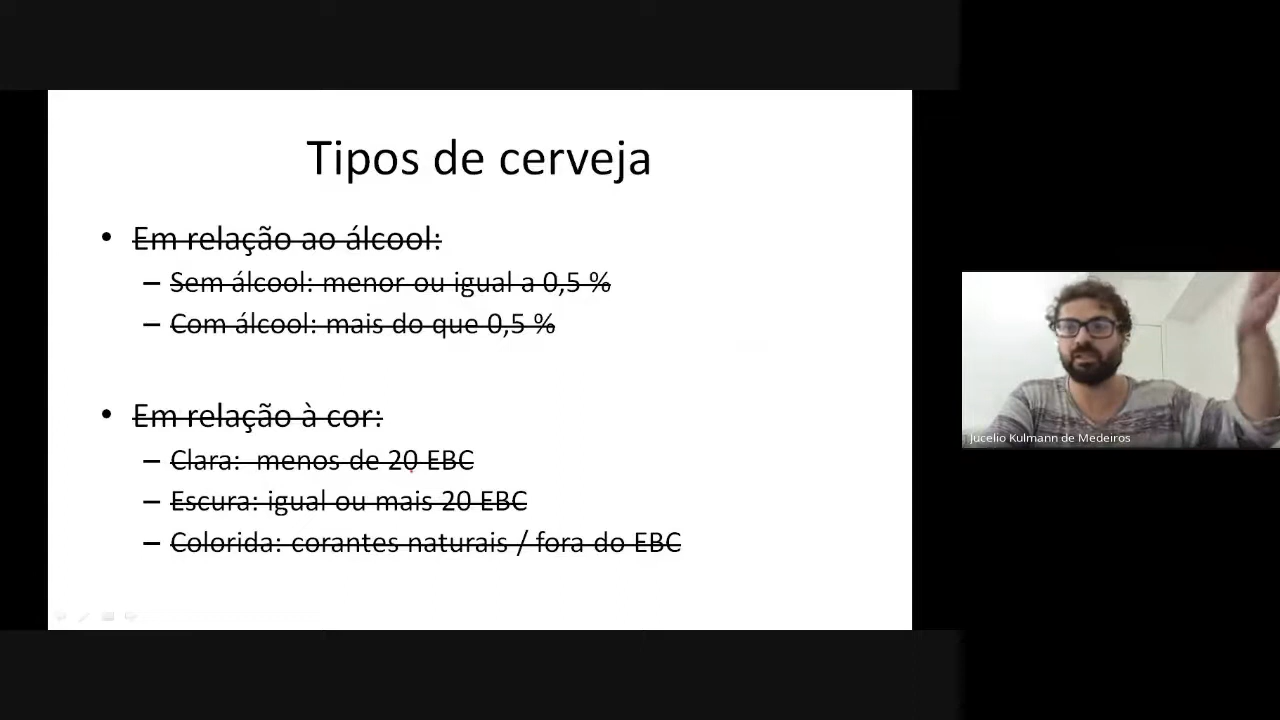 Tipos de cerveja
• Em relação ao álcool:
– Sem álcool: menor ou igual a 0,5 %
– Com álcool: mais do que 0,5 %
• Em relação à cor:
– Clara:  menos de 20 EBC
– Escura: igual ou mais 20 EBC
– Colorida: corantes naturais / fora do EBC
Jucelio Kulmann de Medeiros